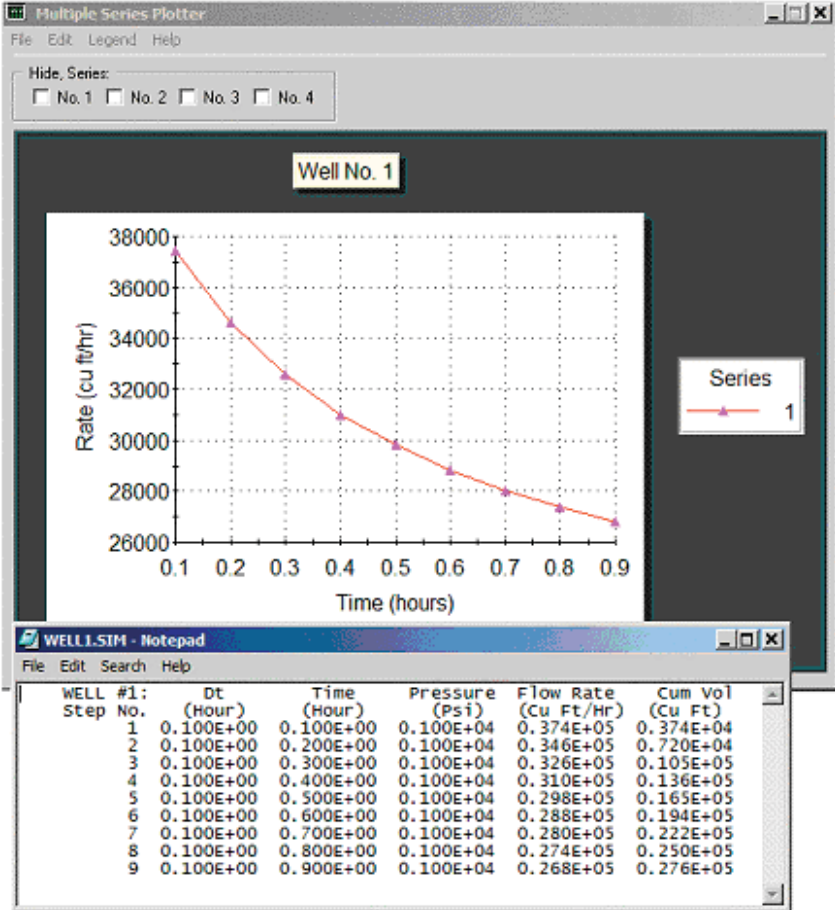 Multiple Series Plotter
File Edit Legend Help
Hide, Series:
No. 1 No. 2 No. 3 No. 4
Well No. 1
38000
36000
34000
32000
30000
28000
26000
Rate (cu ft/hr)
0.1 0.2 0.3 0.4 0.5 0.6 0.7 0.8 0.9
Time (hours)
Series
1
WELL1.SIM - Notepad
File Edit Search Help
WELL #1: Dt Time Pressure Flow Rate Cum Vol
Step No. (Hour) (Hour) (Psi) (Cu Ft/Hr) (Cu Ft)
1 0.100E+00 0.100E+00 0.100E+04 0.374E+05 0.374E+04
2 0.100E+00 0.200E+00 0.100E+04 0.346E+05 0.720E+04
3 0.100E+00 0.300E+00 0.100E+04 0.326E+05 0.105E+05
4 0.100E+00 0.400E+00 0.100E+04 0.310E+05 0.136E+05
5 0.100E+00 0.500E+00 0.100E+04 0.298E+05 0.165E+05
6 0.100E+00 0.600E+00 0.100E+04 0.288E+05 0.194E+05
7 0.100E+00 0.700E+00 0.100E+04 0.280E+05 0.222E+05
8 0.100E+00 0.800E+00 0.100E+04 0.274E+05 0.250E+05
9 0.100E+00 0.900E+00 0.100E+04 0.268E+05 0.276E+05